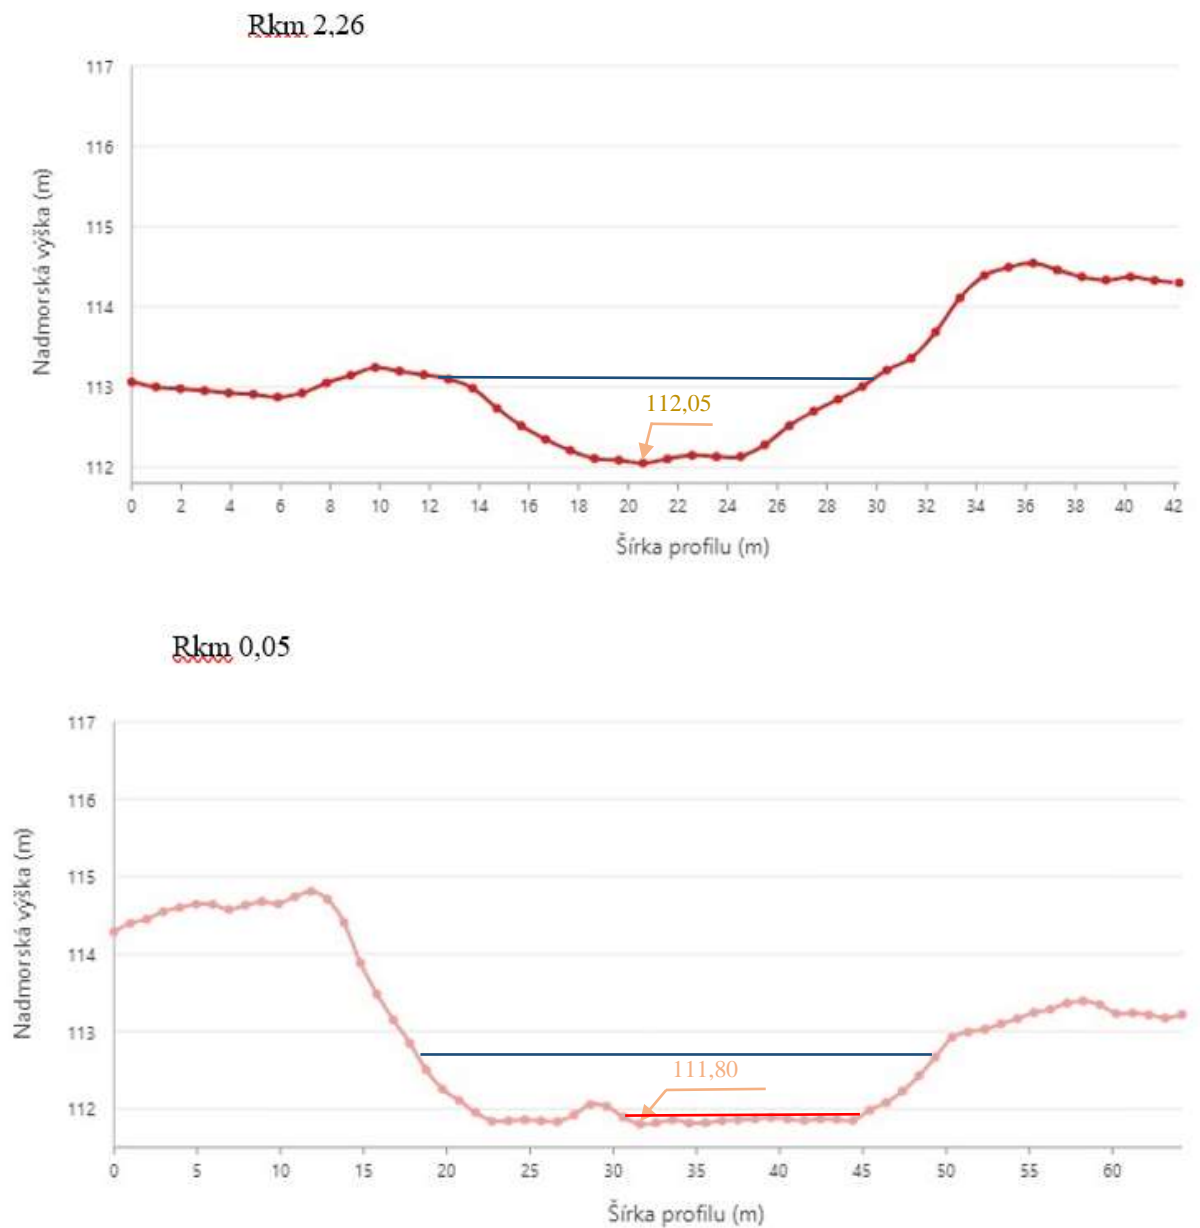 Rkm 2,26
117
116
115
114
113
112
Nadmorská výška (m)
112,05
0 2 4 6 8 10 12 14 16 18 20 22 24 26 28 30 32 34 36 38 40 42
Šírka profilu (m)
Rkm 0,05
117
116
115
114
113
112
Nadmorská výška (m)
111,80
0 5 10 15 20 25 30 35 40 45 50 55 60
Šírka profilu (m)